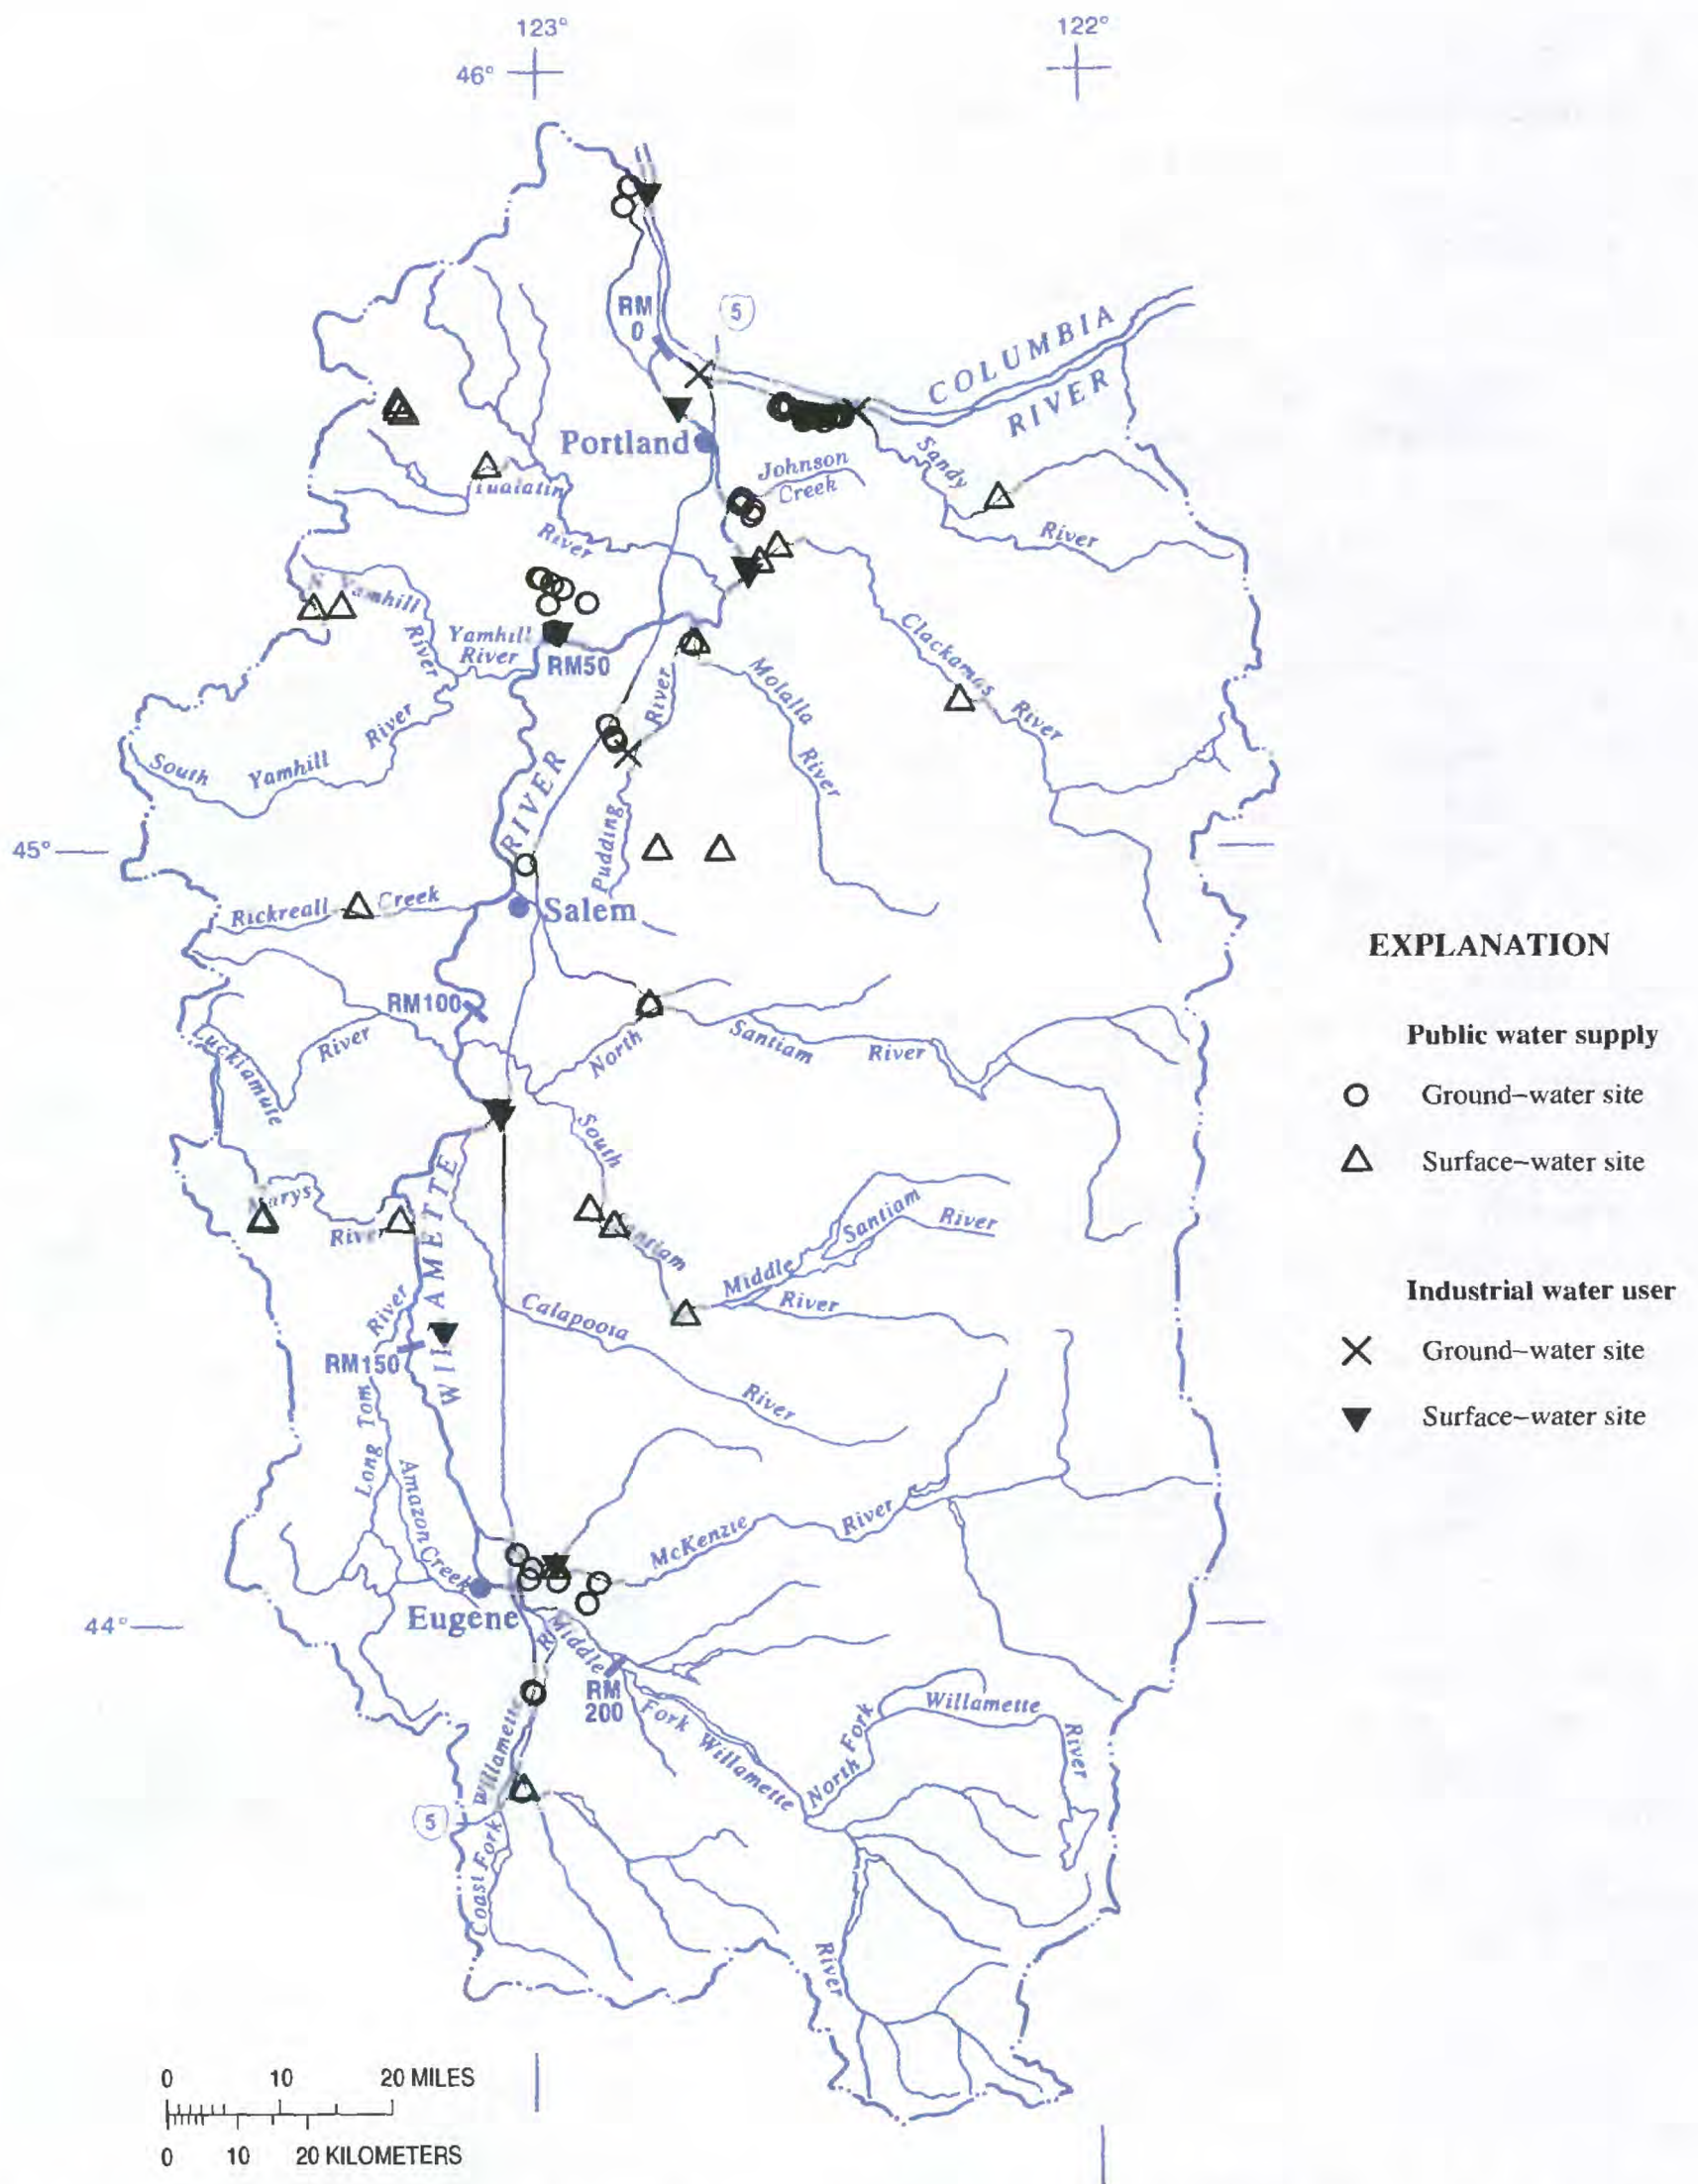 123°
122°
46°
RM
0
5
COLUMBIA
RIVER
Portland
Johnson
Creek
Sandy
River
Tualatin
River
N. Yamhill
River
Yamhill
River
RM50
Clackamas
River
Molalla
River
River
Pudding
South
Yamhill
River
RIVER
45°
Rickreall
Creek
Salem
RM100
Luckiamute
River
North
Santiam
River
South
Santiam
Marys
River
WILLAMETTE
Middle
Santiam
River
River
Calapooia
River
River
RM150
Long Tom
Amazon
Creek
McKenzie
River
44°
Eugene
Middle
RM
200
Fork
Willamette
North
Fork
Willamette
River
Willamette
5
Coast Fork
River
EXPLANATION
Public water supply
Ground-water site
Surface-water site
Industrial water user
Ground-water site
Surface-water site
0 10 20 MILES
0 10 20 KILOMETERS